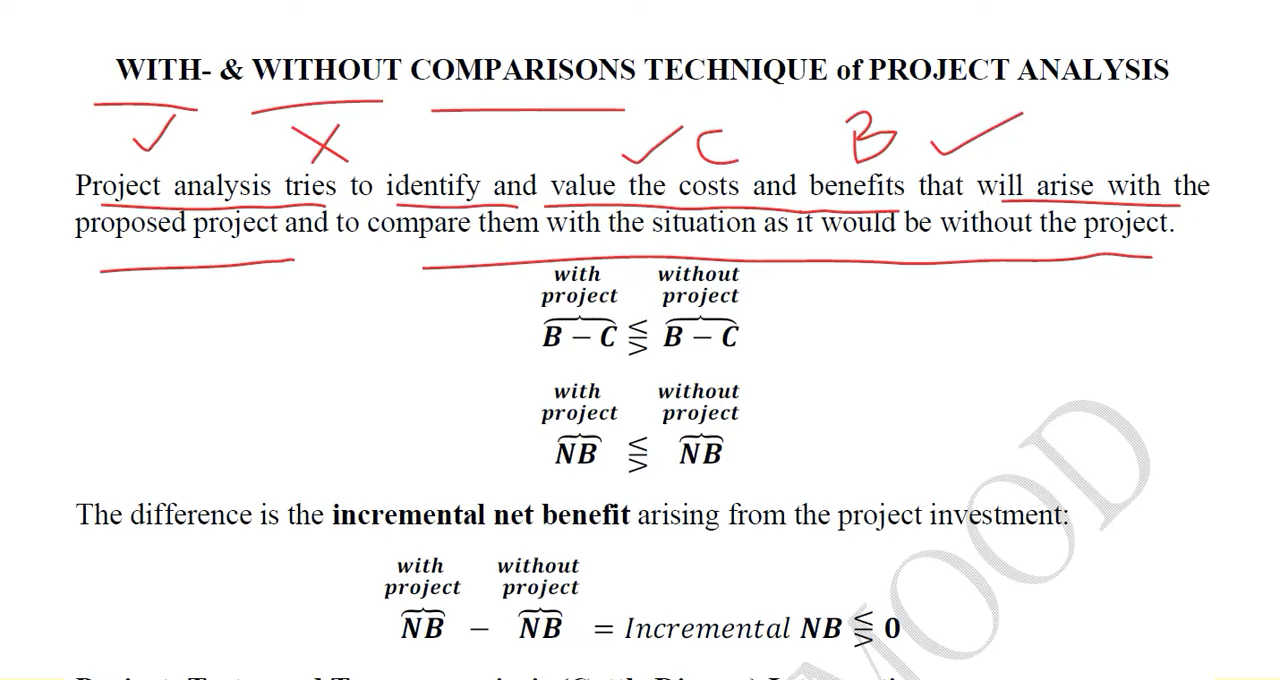 WITH- & WITHOUT COMPARISONS TECHNIQUE of PROJECT ANALYSIS
C B
Project analysis tries to identify and value the costs and benefits that will arise with the
proposed project and to compare them with the situation as it would be without the project.
with without
project project
B – C ⋚ B – C
with without
project project
NB ⋚ NB
The difference is the incremental net benefit arising from the project investment:
with without
project project
NB – NB = Incremental NB ⋚ 0
MOOD